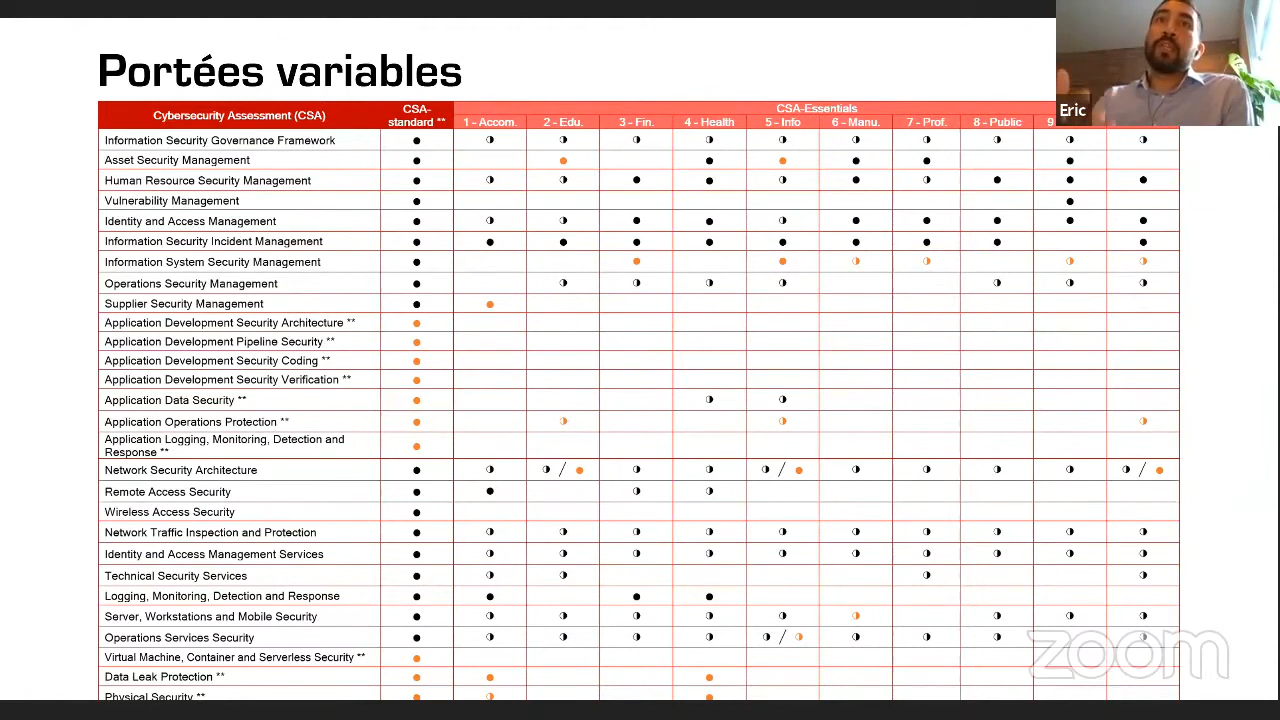 Portées variables
Eric
Cybersecurity Assessment (CSA)
CSA-
standard **
CSA-Essentials
1 - Accom.
2 - Edu.
3 - Fin.
4 - Health
5 - Info
6 - Manu.
7 - Prof.
8 - Public
9
Information Security Governance Framework
Asset Security Management
Human Resource Security Management
Vulnerability Management
Identity and Access Management
Information Security Incident Management
Information System Security Management
Operations Security Management
Supplier Security Management
Application Development Security Architecture **
Application Development Pipeline Security **
Application Development Security Coding **
Application Development Security Verification **
Application Data Security **
Application Operations Protection **
Application Logging, Monitoring, Detection and
Response **
Network Security Architecture
Remote Access Security
Wireless Access Security
Network Traffic Inspection and Protection
Identity and Access Management Services
Technical Security Services
Logging, Monitoring, Detection and Response
Server, Workstations and Mobile Security
Operations Services Security
Virtual Machine, Container and Serverless Security **
Data Leak Protection **
Physical Security **
zoom